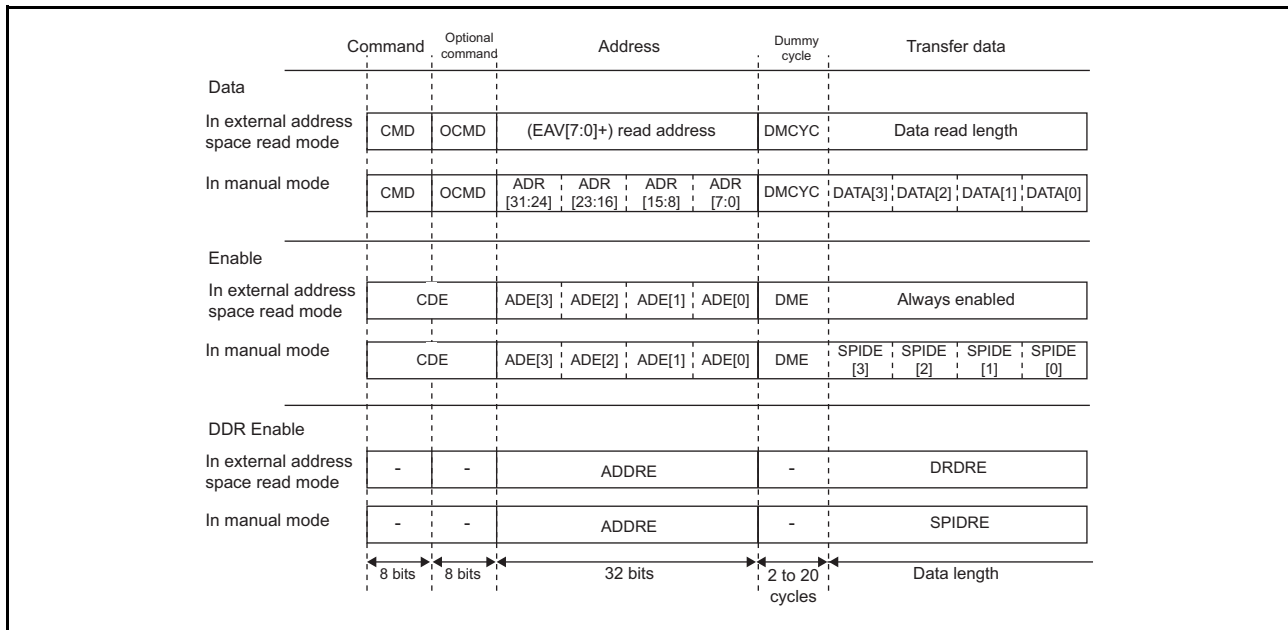 Command Optional command Address Dummy cycle Transfer data
Data
In external address space read mode CMD OCMD (EAV[7:0]+) read address DMCYC Data read length
In manual mode CMD OCMD ADR [31:24] ADR [23:16] ADR [15:8] ADR [7:0] DMCYC DATA[3] DATA[2] DATA[1] DATA[0]
Enable
In external address space read mode CDE ADE[3] ADE[2] ADE[1] ADE[0] DME Always enabled
In manual mode CDE ADE[3] ADE[2] ADE[1] ADE[0] DME SPIDE [3] SPIDE [2] SPIDE [1] SPIDE [0]
DDR Enable
In external address space read mode - - ADDRE - DRDRE
In manual mode - - ADDRE - SPIDRE
8 bits 8 bits 32 bits 2 to 20 cycles Data length